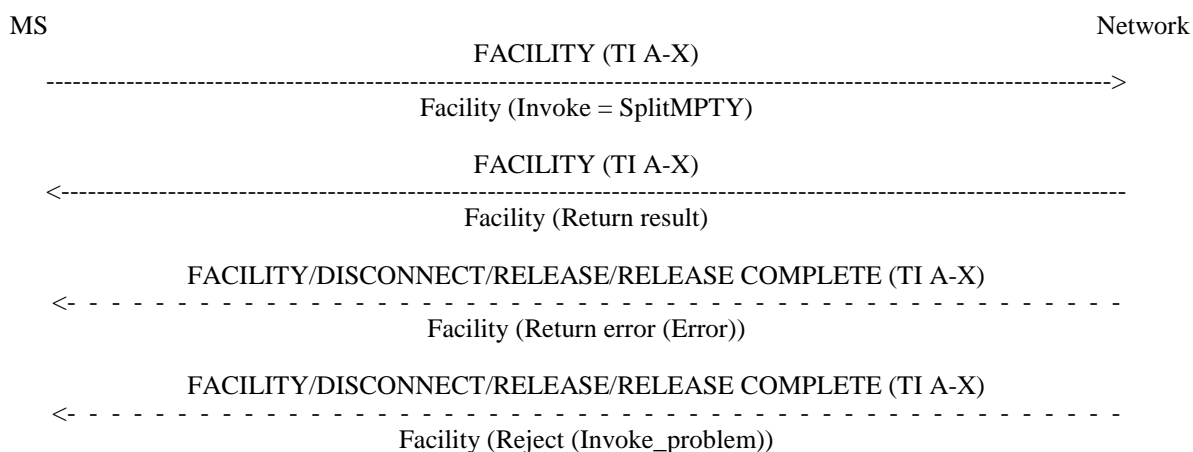 MS Network
FACILITY (TI A-X)
Facility (Invoke = SplitMPTY)
FACILITY (TI A-X)
Facility (Return result)
FACILITY/DISCONNECT/RELEASE/RELEASE COMPLETE (TI A-X)
Facility (Return error (Error))
FACILITY/DISCONNECT/RELEASE/RELEASE COMPLETE (TI A-X)
Facility (Reject (Invoke_problem))